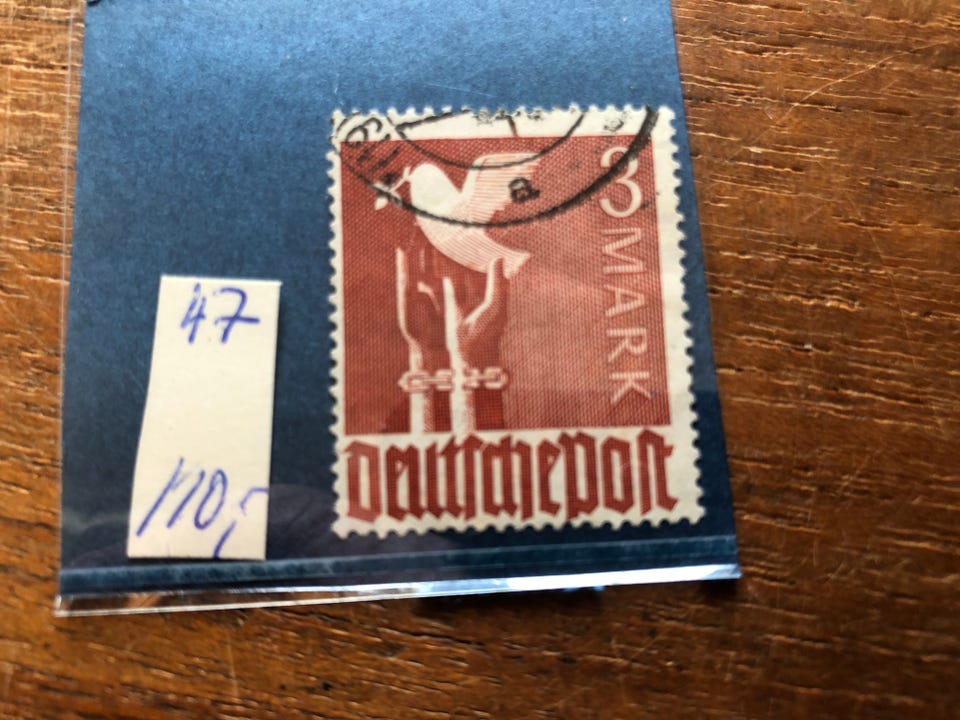 3 MARK
a
Deutsche Post
47
110,-